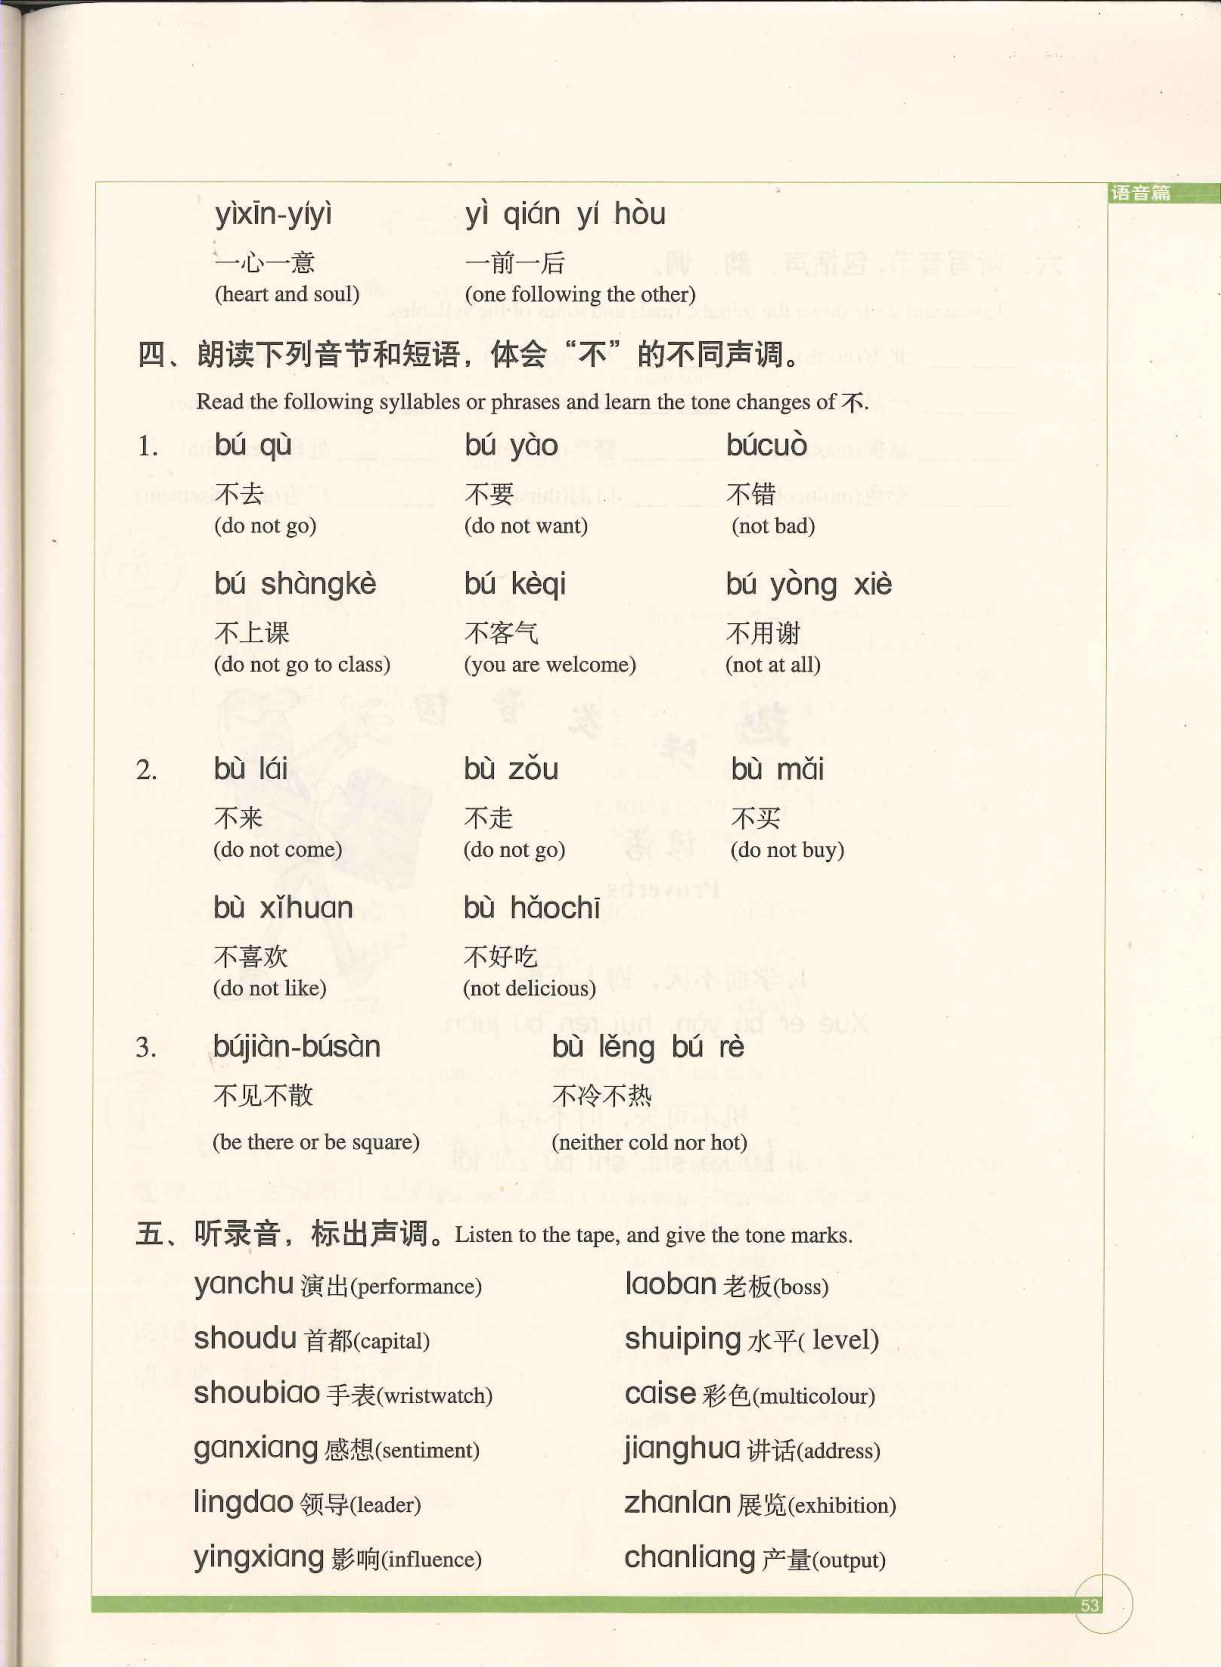 语音篇
yìxīn-yíyì yì qián yí hòu
一心一意 一前一后
(heart and soul) (one following the other)
四、朗读下列音节和短语，体会“不”的不同声调。
Read the following syllables or phrases and learn the tone changes of 不.
1. bú qù bú yào búcuò
不去 不要 不错
(do not go) (do not want) (not bad)
bú shàngkè bú kèqi bú yòng xiè
不上课 不客气 不用谢
(do not go to class) (you are welcome) (not at all)
2. bù lái bù zǒu bù mǎi
不来 不走 不买
(do not come) (do not go) (do not buy)
bù xǐhuan bù hǎochī
不喜欢 不好吃
(do not like) (not delicious)
3. bújiàn-búsàn bù lěng bú rè
不见不散 不冷不热
(be there or be square) (neither cold nor hot)
五、听录音，标出声调。Listen to the tape, and give the tone marks.
yanchu 演出(performance) laoban 老板(boss)
shoudu 首都(capital) shuiping 水平( level)
shoubiao 手表(wristwatch) caise 彩色(multicolour)
ganxiang 感想(sentiment) jianghua 讲话(address)
lingdao 领导(leader) zhanlan 展览(exhibition)
yingxiang 影响(influence) chanliang 产量(output)
53